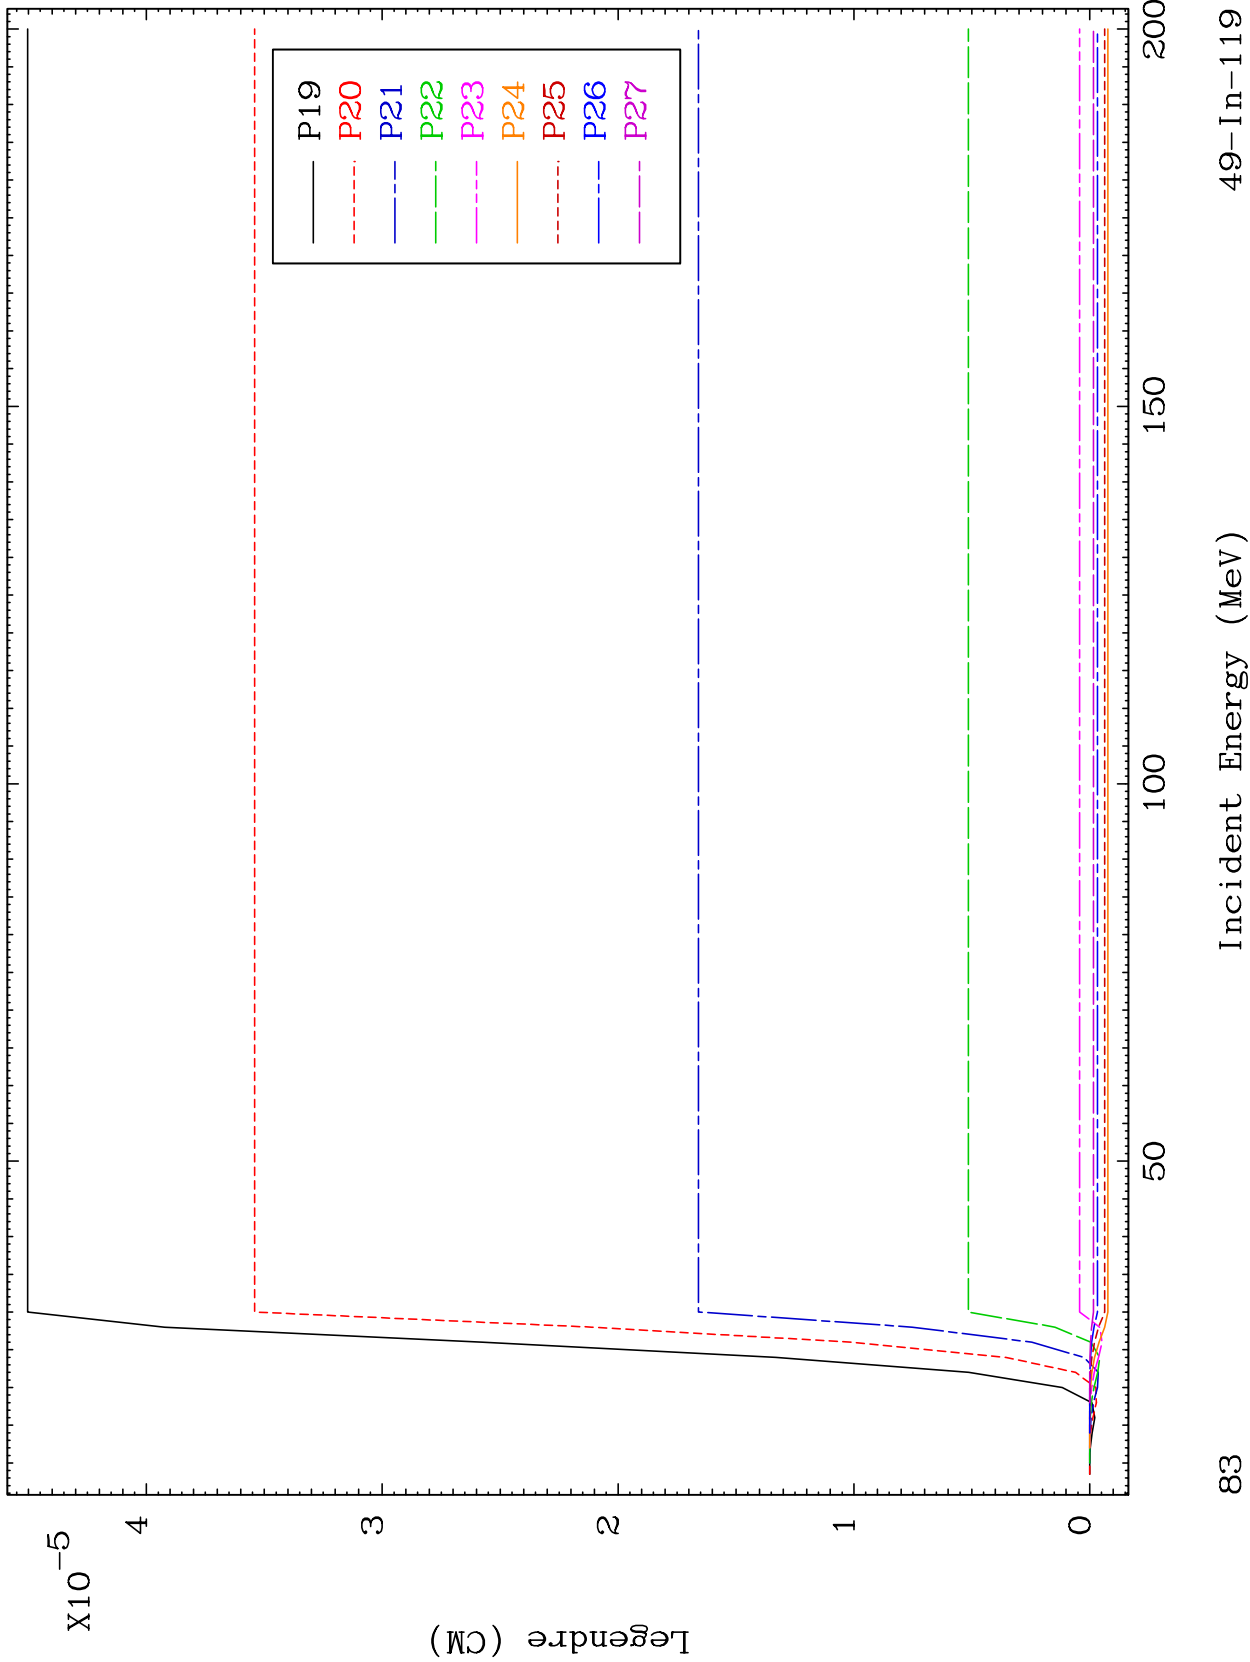 X10-5
Legendre (CM)
4
3
2
1
0
P19
P20
P21
P22
P23
P24
P25
P26
P27
50
100
150
200
83
Incident Energy (MeV)
49-In-119